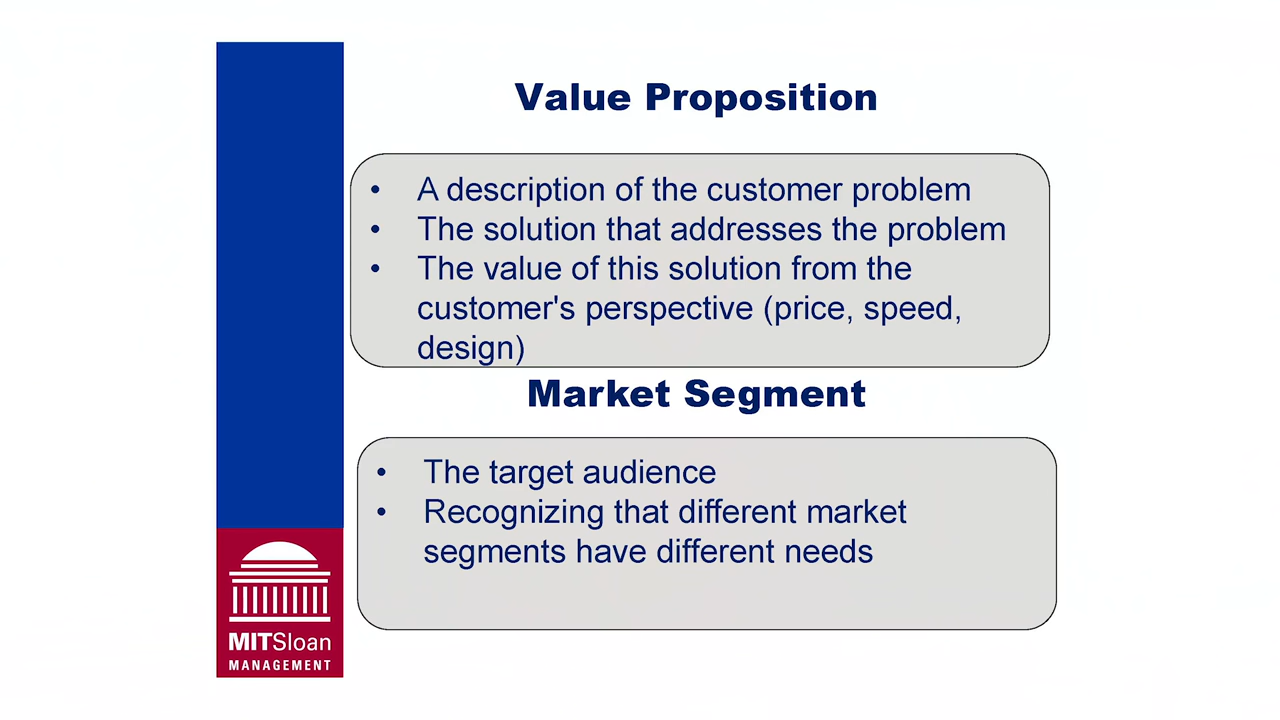 Value Proposition
• A description of the customer problem
• The solution that addresses the problem
• The value of this solution from the
customer's perspective (price, speed,
design)
Market Segment
• The target audience
• Recognizing that different market
segments have different needs
MITSloan
MANAGEMENT